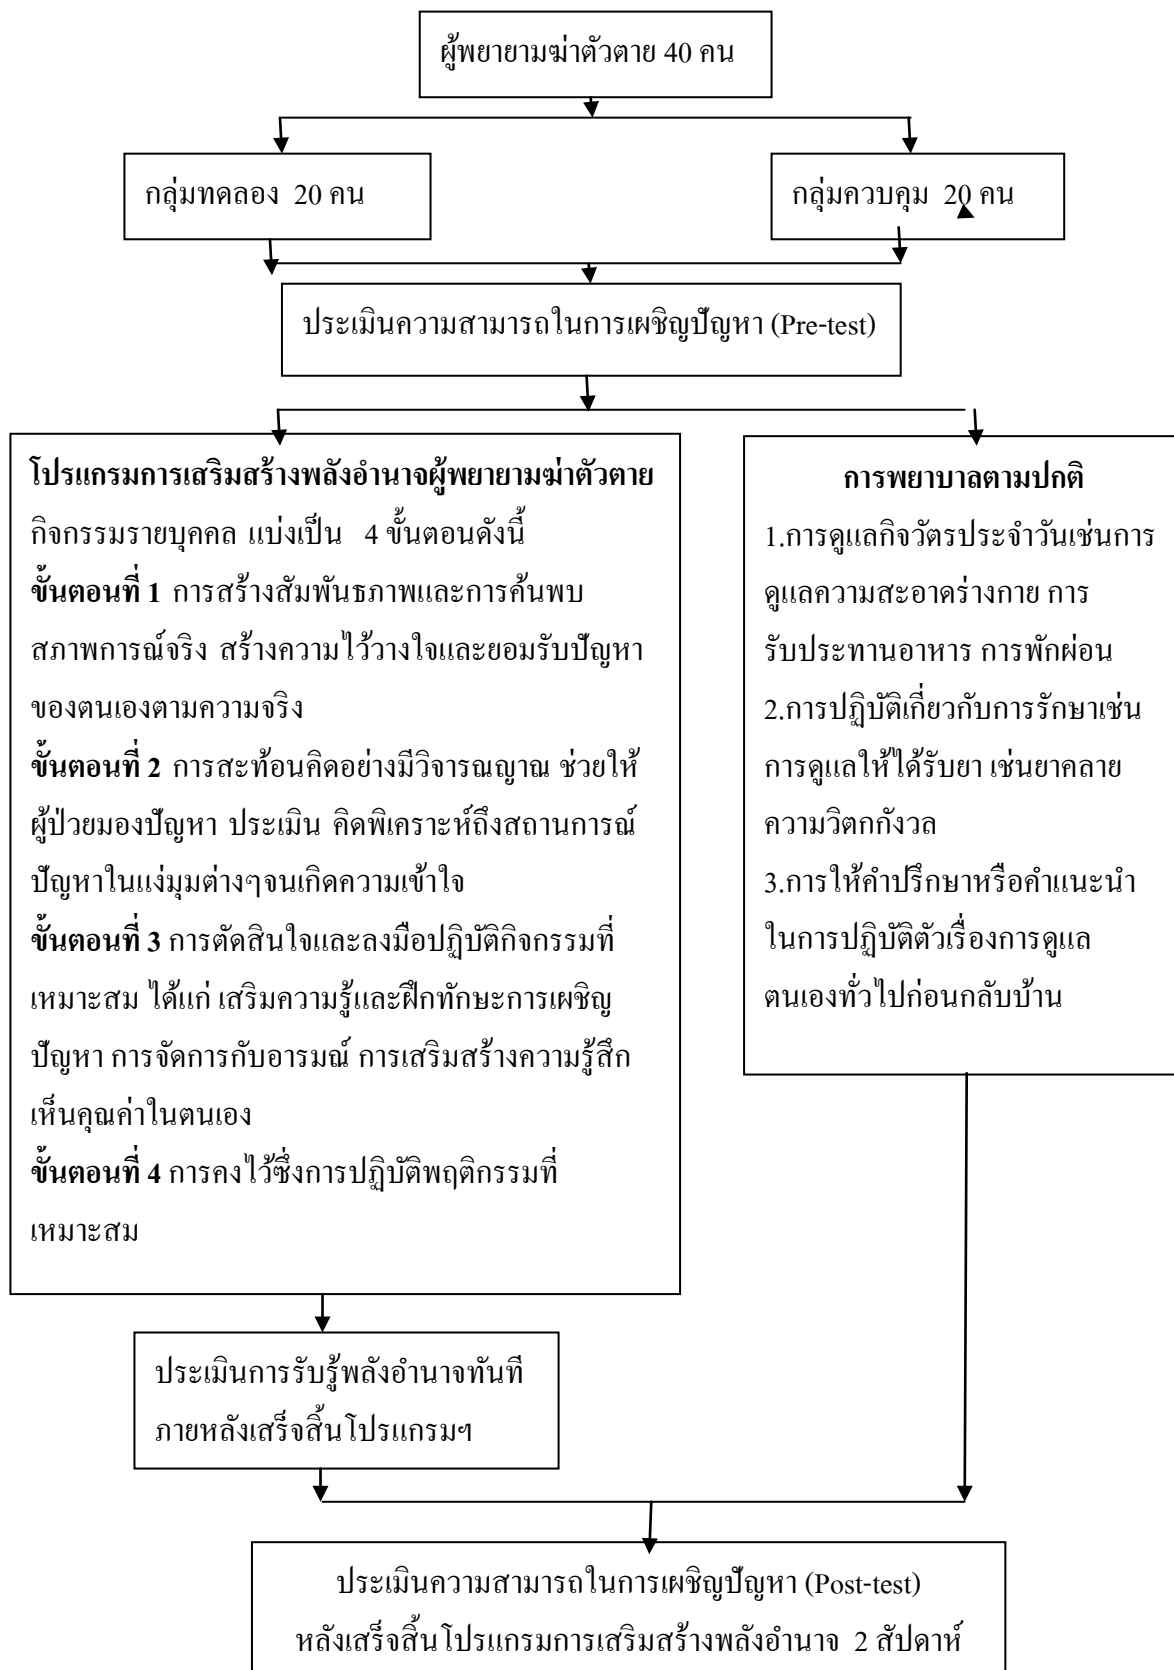 ผู้พยายามฆ่าตัวตาย 40 คน
กลุ่มทดลอง 20 คน
กลุ่มควบคุม 20 คน
ประเมินความสามารถในการเผชิญปัญหา (Pre-test)
โปรแกรมการเสริมสร้างพลังอำนาจผู้พยายามฆ่าตัวตาย
กิจกรรมรายบุคคล แบ่งเป็น 4 ขั้นตอนดังนี้
ขั้นตอนที่ 1 การสร้างสัมพันธภาพและการค้นพบ
สภาพการณ์จริง สร้างความไว้วางใจและยอมรับปัญหา
ของตนเองตามความจริง
ขั้นตอนที่ 2 การสะท้อนคิดอย่างมีวิจารณญาณ ช่วยให้
ผู้ป่วยมองปัญหา ประเมิน คิดพิเคราะห์ถึงสถานการณ์
ปัญหาในแง่มุมต่างๆจนเกิดความเข้าใจ
ขั้นตอนที่ 3 การตัดสินใจและลงมือปฏิบัติกิจกรรมที่
เหมาะสม ได้แก่ เสริมความรู้และฝึกทักษะการเผชิญ
ปัญหา การจัดการกับอารมณ์ การเสริมสร้างความรู้สึก
เห็นคุณค่าในตนเอง
ขั้นตอนที่ 4 การคงไว้ซึ่งการปฏิบัติพฤติกรรมที่
เหมาะสม
การพยาบาลตามปกติ
1.การดูแลกิจวัตรประจำวันเช่นการ
ดูแลความสะอาดร่างกาย การ
รับประทานอาหาร การพักผ่อน
2.การปฏิบัติเกี่ยวกับการรักษาเช่น
การดูแลให้ได้รับยา เช่นยาคลาย
ความวิตกกังวล
3.การให้คำปรึกษาหรือคำแนะนำ
ในการปฏิบัติตัวเรื่องการดูแล
ตนเองทั่วไปก่อนกลับบ้าน
ประเมินการรับรู้พลังอำนาจทันที
ภายหลังเสร็จสิ้นโปรแกรมฯ
ประเมินความสามารถในการเผชิญปัญหา (Post-test)
หลังเสร็จสิ้นโปรแกรมการเสริมสร้างพลังอำนาจ 2 สัปดาห์